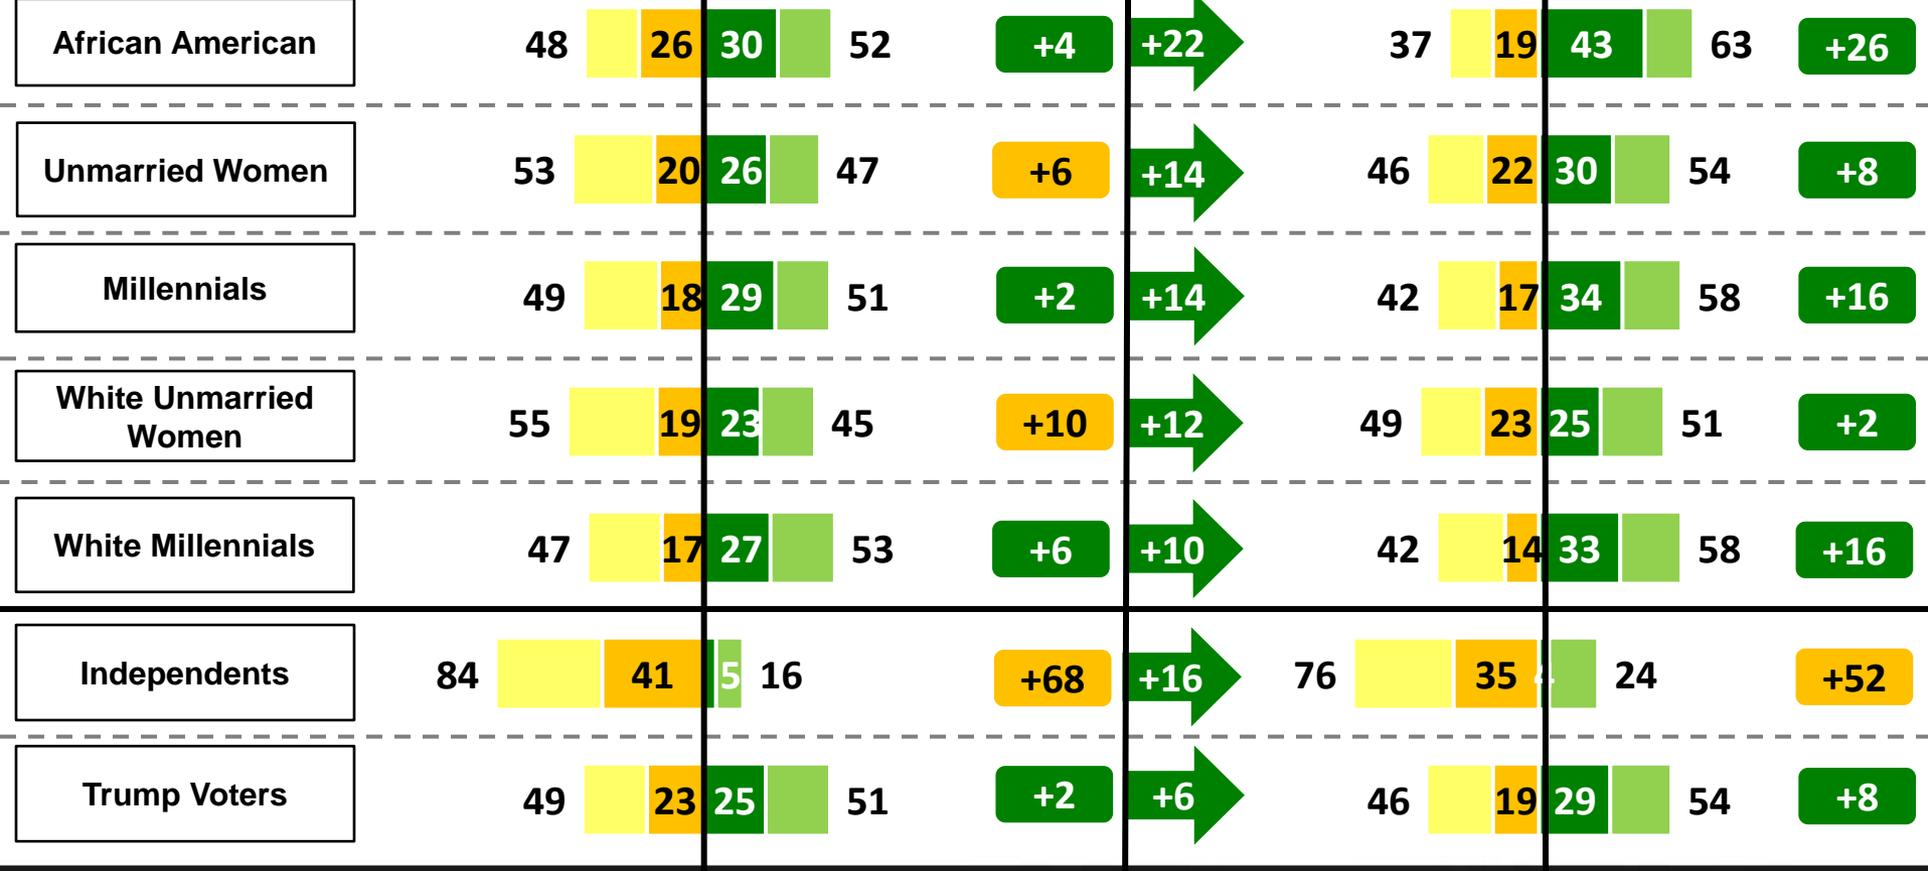 African American 48 26 30 52 +4 +22 37 19 43 63 +26
Unmarried Women 53 20 26 47 +6 +14 46 22 30 54 +8
Millennials 49 18 29 51 +2 +14 42 17 34 58 +16
White Unmarried
Women 55 19 23 45 +10 +12 49 23 25 51 +2
White Millennials 47 17 27 53 +6 +10 42 14 33 58 +16
Independents 84 41 5 16 +68 +16 76 35 4 24 +52
Trump Voters 49 23 25 51 +2 +6 46 19 29 54 +8